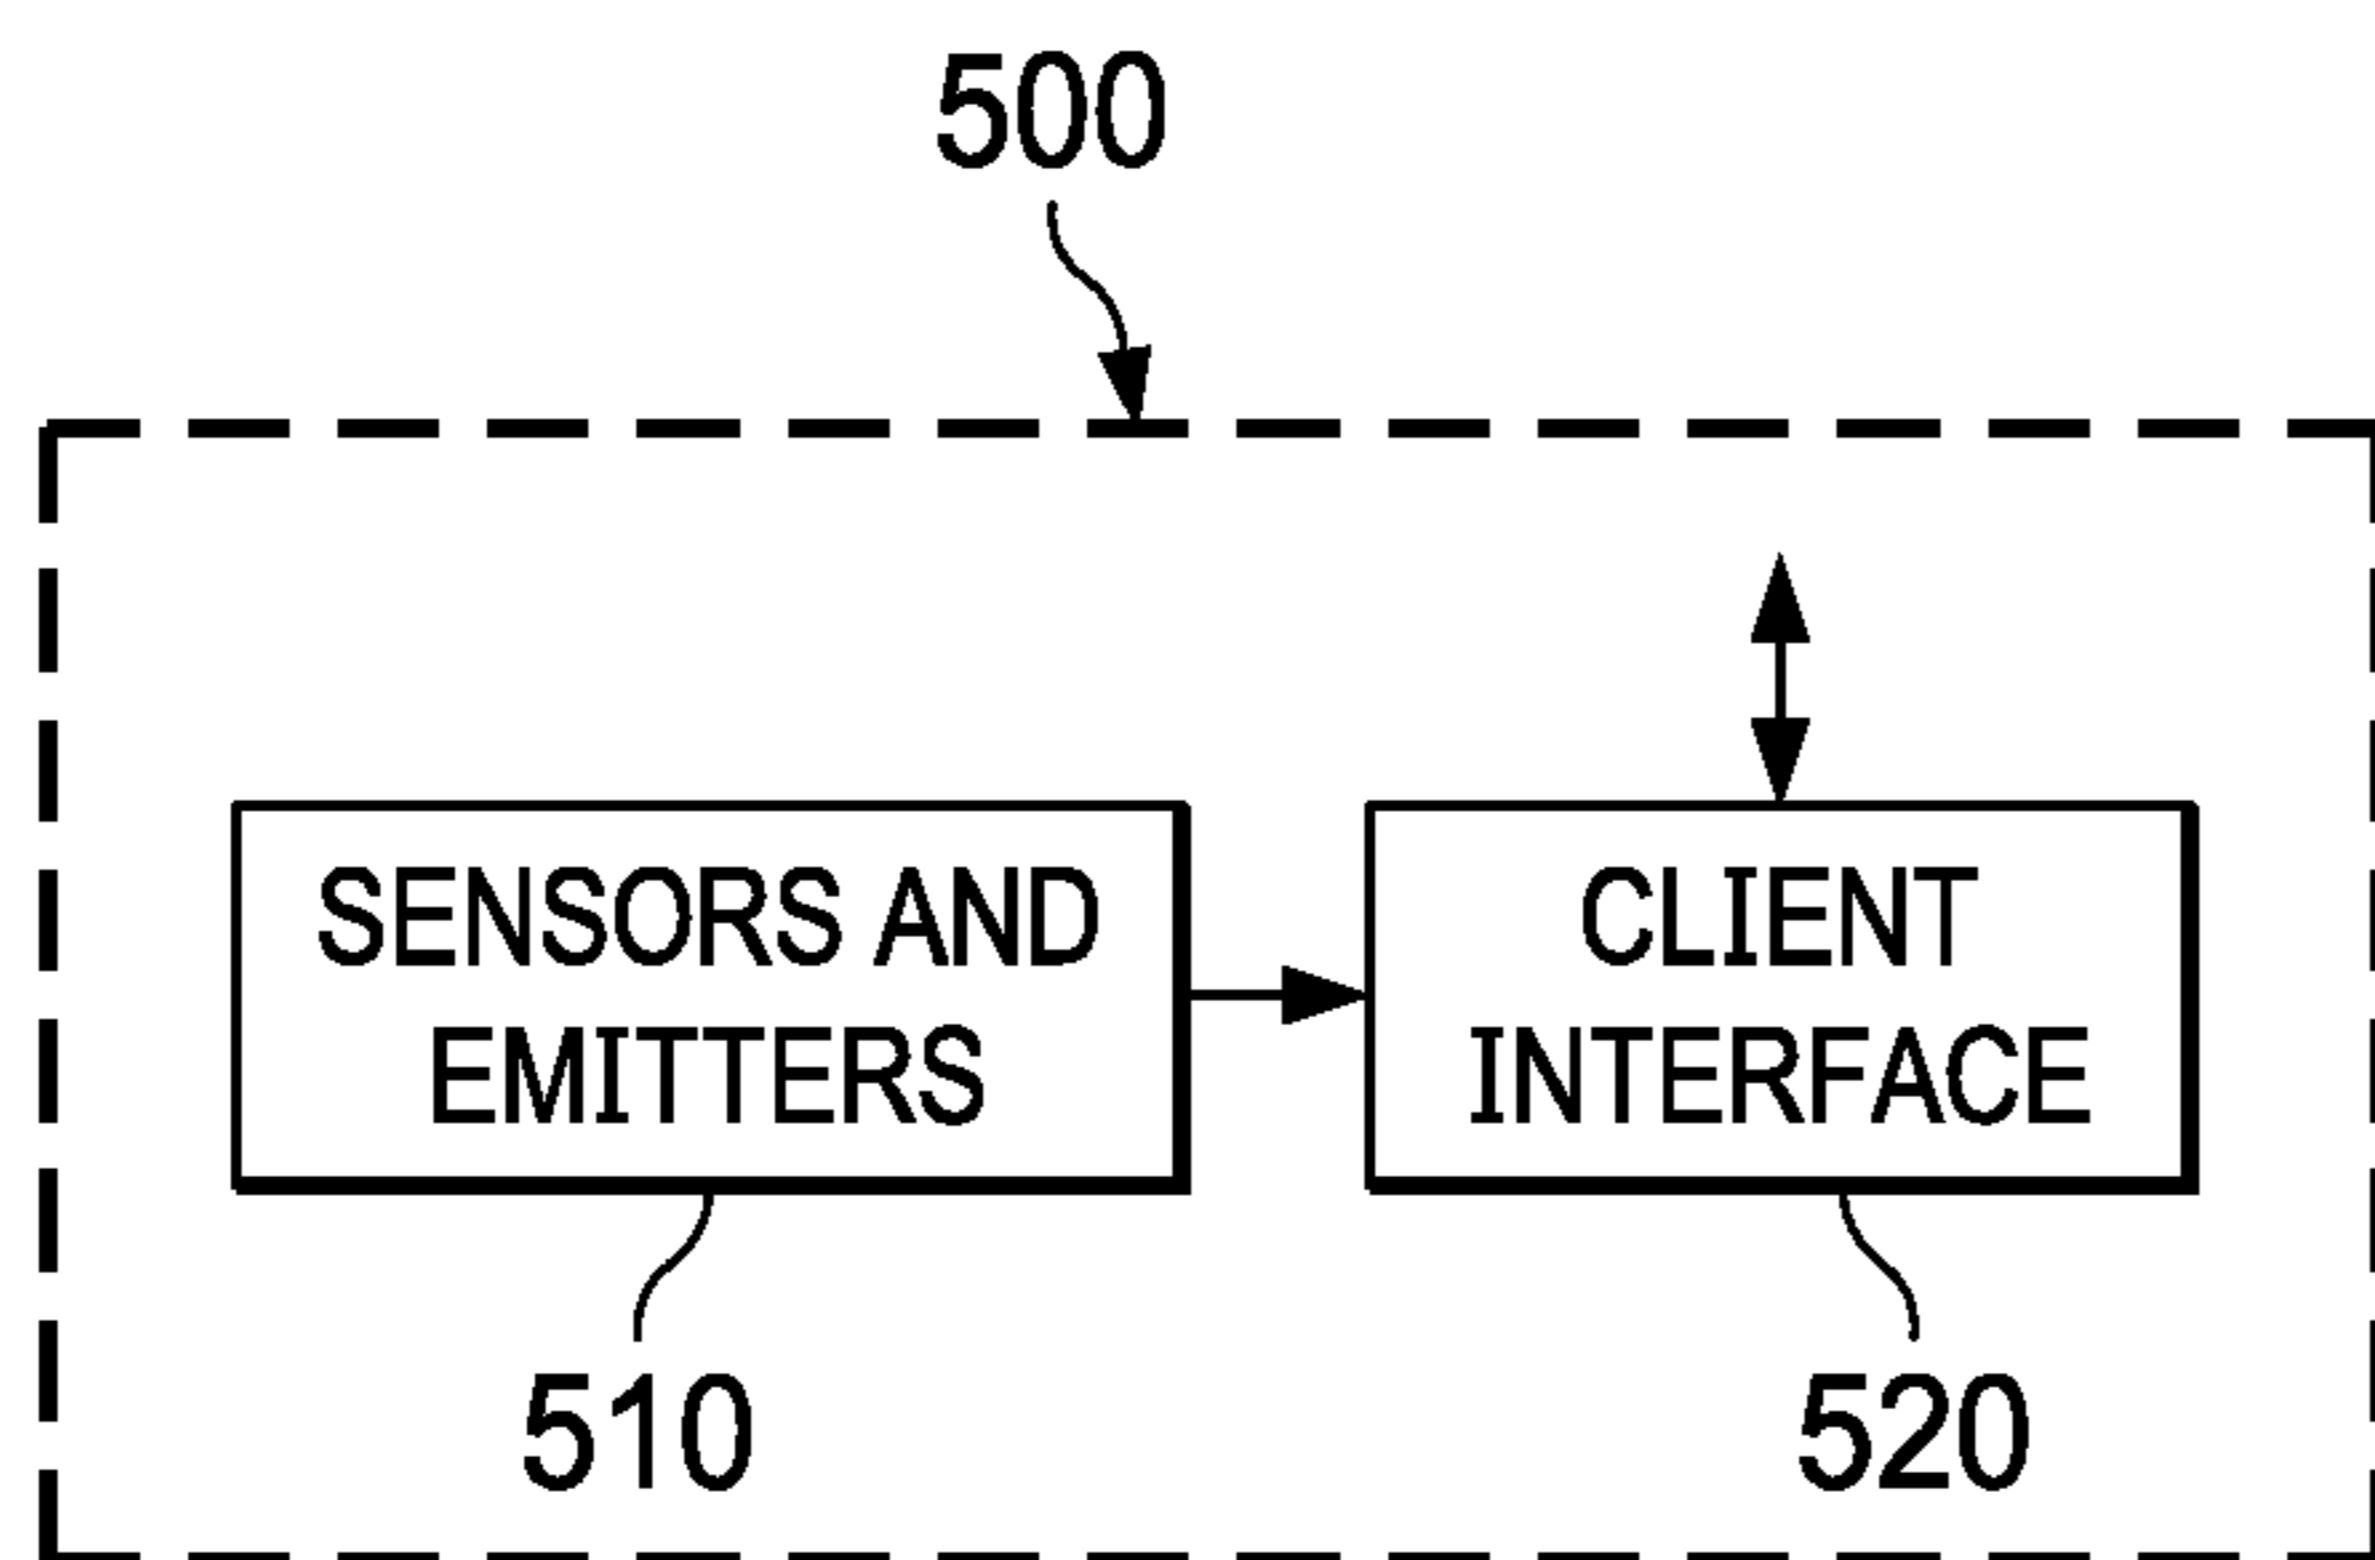 500
SENSORS AND
EMITTERS
CLIENT
INTERFACE
510
520